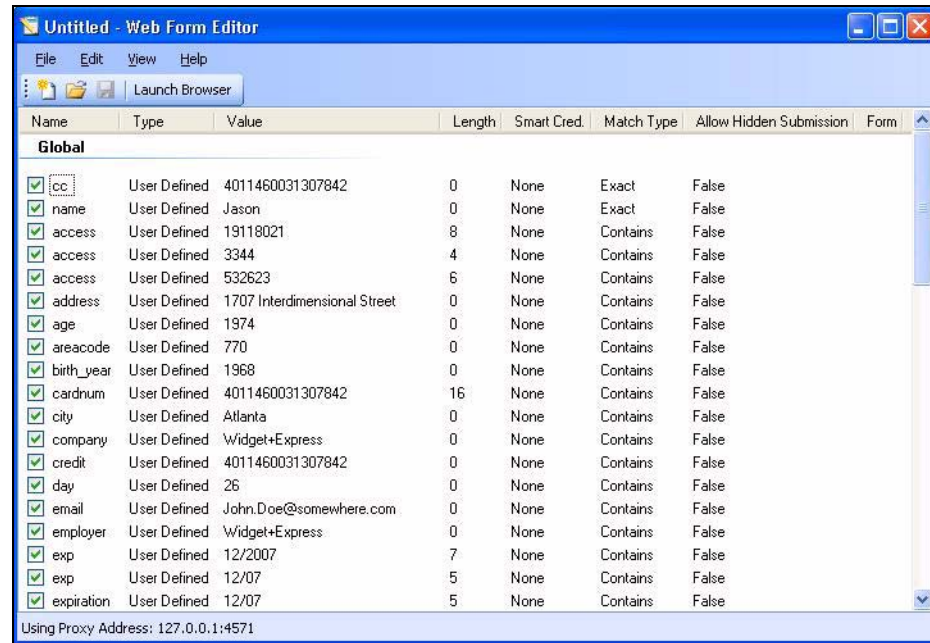 Untitled - Web Form Editor
File Edit View Help
Launch Browser
Name Type Value Length Smart Cred. Match Type Allow Hidden Submission Form
Global
cc User Defined 4011460031307842 0 None Exact False
name User Defined Jason 0 None Exact False
access User Defined 19118021 8 None Contains False
access User Defined 3344 4 None Contains False
access User Defined 532623 6 None Contains False
address User Defined 1707 Interdimensional Street 0 None Contains False
age User Defined 1974 0 None Contains False
areacode User Defined 770 0 None Contains False
birth_year User Defined 1968 0 None Contains False
cardnum User Defined 4011460031307842 16 None Contains False
city User Defined Atlanta 0 None Contains False
company User Defined Widget+Express 0 None Contains False
credit User Defined 4011460031307842 0 None Contains False
day User Defined 26 0 None Contains False
email User Defined John.Doe@somewhere.com 0 None Contains False
employer User Defined Widget+Express 0 None Contains False
exp User Defined 12/2007 7 None Contains False
exp User Defined 12/07 5 None Contains False
expiration User Defined 12/07 5 None Contains False
Using Proxy Address: 127.0.0.1:4571